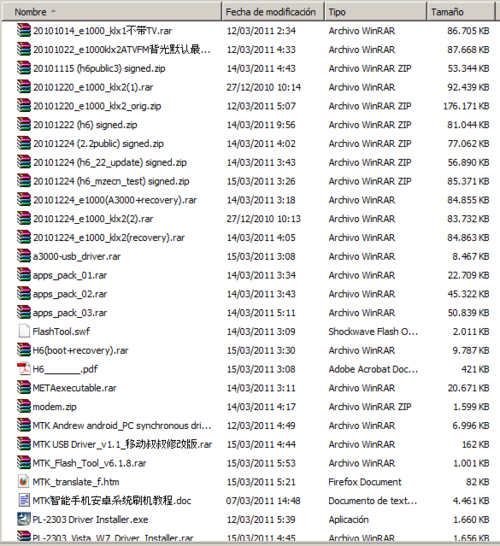 Nombre Fecha de modificación Tipo Tamaño
20101014_e1000_klx1不带TV.rar 12/03/2011 2:34 Archivo WinRAR 86.705 KB
20101022_e1000klx2ATVFM背光默认最... 12/03/2011 4:33 Archivo WinRAR 87.668 KB
20101115 (h6public3) signed.zip 14/03/2011 4:43 Archivo WinRAR ZIP 53.344 KB
20101220_e1000_klx2(1).rar 27/12/2010 10:14 Archivo WinRAR 92.439 KB
20101220_e1000_klx2_orig.zip 12/03/2011 5:07 Archivo WinRAR ZIP 176.171 KB
20101222 (h6) signed.zip 14/03/2011 9:56 Archivo WinRAR ZIP 81.044 KB
20101224 (2.2public) signed.zip 14/03/2011 4:02 Archivo WinRAR ZIP 77.062 KB
20101224 (h6_22_update) signed.zip 14/03/2011 3:43 Archivo WinRAR ZIP 56.890 KB
20101224 (h6_mzecn_test) signed.zip 15/03/2011 3:26 Archivo WinRAR ZIP 85.371 KB
20101224_e1000(A3000+recovery).rar 14/03/2011 3:18 Archivo WinRAR 84.855 KB
20101224_e1000_klx2(2).rar 27/12/2010 10:13 Archivo WinRAR 83.732 KB
20101224_e1000_klx2(recovery).rar 14/03/2011 4:05 Archivo WinRAR 84.863 KB
a3000-usb_driver.rar 15/03/2011 3:08 Archivo WinRAR 8.467 KB
apps_pack_01.rar 14/03/2011 3:34 Archivo WinRAR 22.709 KB
apps_pack_02.rar 14/03/2011 3:43 Archivo WinRAR 45.322 KB
apps_pack_03.rar 14/03/2011 5:11 Archivo WinRAR 50.839 KB
FlashTool.swf 14/03/2011 3:09 Shockwave Flash O... 2.011 KB
H6(boot+recovery).rar 15/03/2011 3:30 Archivo WinRAR 9.787 KB
H6_______.pdf 15/03/2011 3:08 Adobe Acrobat Doc... 421 KB
METAexecutable.rar 14/03/2011 3:11 Archivo WinRAR 20.671 KB
modem.zip 14/03/2011 4:17 Archivo WinRAR ZIP 1.599 KB
MTK Andrew android_PC synchronous dri... 12/03/2011 4:49 Archivo WinRAR 6.996 KB
MTK USB Driver_v1.1_移动叔叔修改版.rar 15/03/2011 4:44 Archivo WinRAR 162 KB
MTK_Flash_Tool_v6.1.8.rar 15/03/2011 5:53 Archivo WinRAR 1.001 KB
MTK_translate_f.htm 15/03/2011 5:21 Firefox Document 82 KB
MTK智能手机安卓系统刷机教程.doc 07/03/2011 14:48 Documento de text... 4.461 KB
PL-2303 Driver Installer.exe 12/03/2011 5:39 Aplicación 1.660 KB
PL-2303_Vista_W7_Driver_Installer.rar 15/03/2011 4:45 Archivo WinRAR 1.656 KB